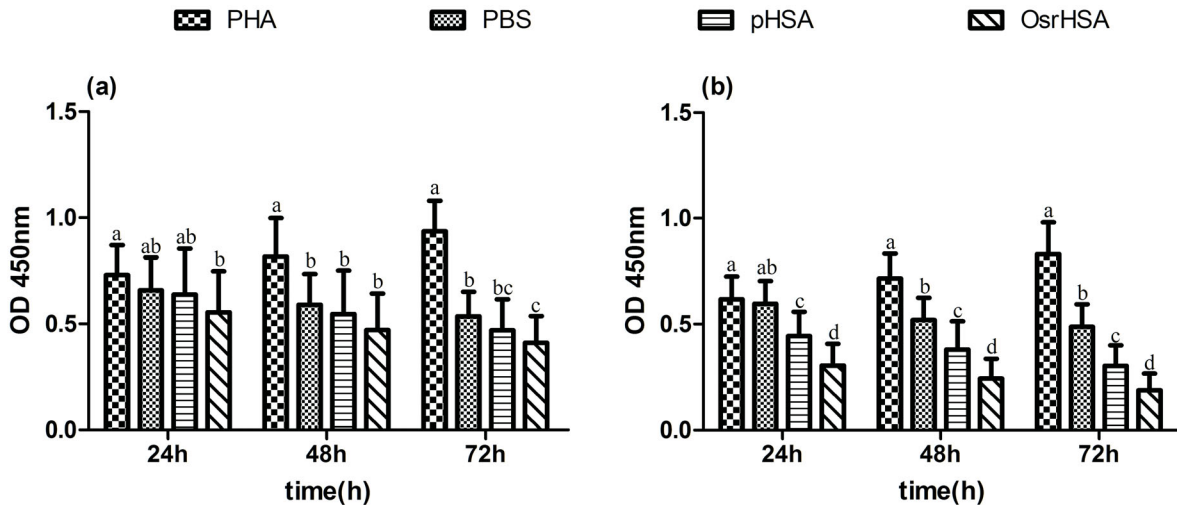 PHA PBS pHSA OsrHSA
(a)
OD 450nm
1.5
1.0
0.5
0.0
a ab ab b
a b b b
a b bc c
24h 48h 72h
time(h)
(b)
OD 450nm
1.5
1.0
0.5
0.0
a ab c d
a b c d
a b c d
24h 48h 72h
time(h)